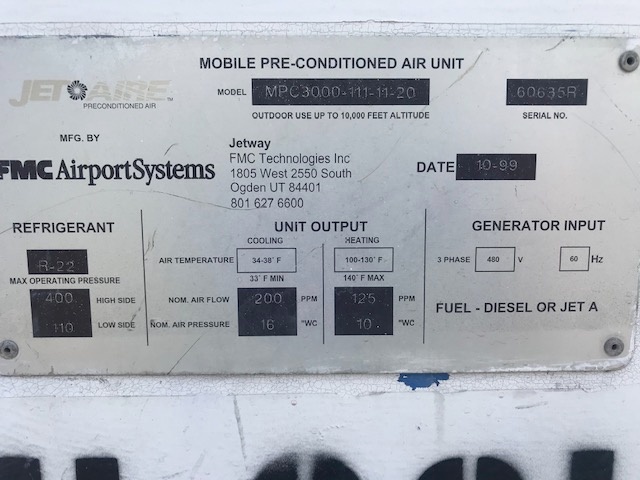 MOBILE PRE-CONDITIONED AIR UNIT
JET AIRE™
PRECONDITIONED AIR
MODEL MPC3000-111-11-20 60635R
OUTDOOR USE UP TO 10,000 FEET ALTITUDE SERIAL NO.
MFG. BY
FMC AirportSystems
Jetway
FMC Technologies Inc
1805 West 2550 South
Ogden UT 84401
801 627 6600
DATE 10-99
REFRIGERANT
R-22
MAX OPERATING PRESSURE
400 HIGH SIDE
110 LOW SIDE
UNIT OUTPUT
COOLING HEATING
AIR TEMPERATURE 34-38° F 100-130° F
33° F MIN 140° F MAX
NOM. AIR FLOW 200 PPM 125 PPM
NOM. AIR PRESSURE 16 "WC 10 "WC
GENERATOR INPUT
3 PHASE 480 V 60 Hz
FUEL - DIESEL OR JET A